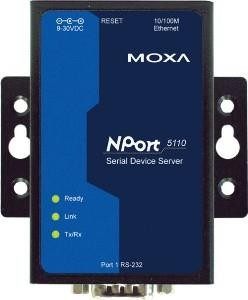 RESET 10/100M
9-30VDC Ethernet
MOXA
NPort 5110
Serial Device Server
Ready
Link
Tx/Rx
Port 1 RS-232